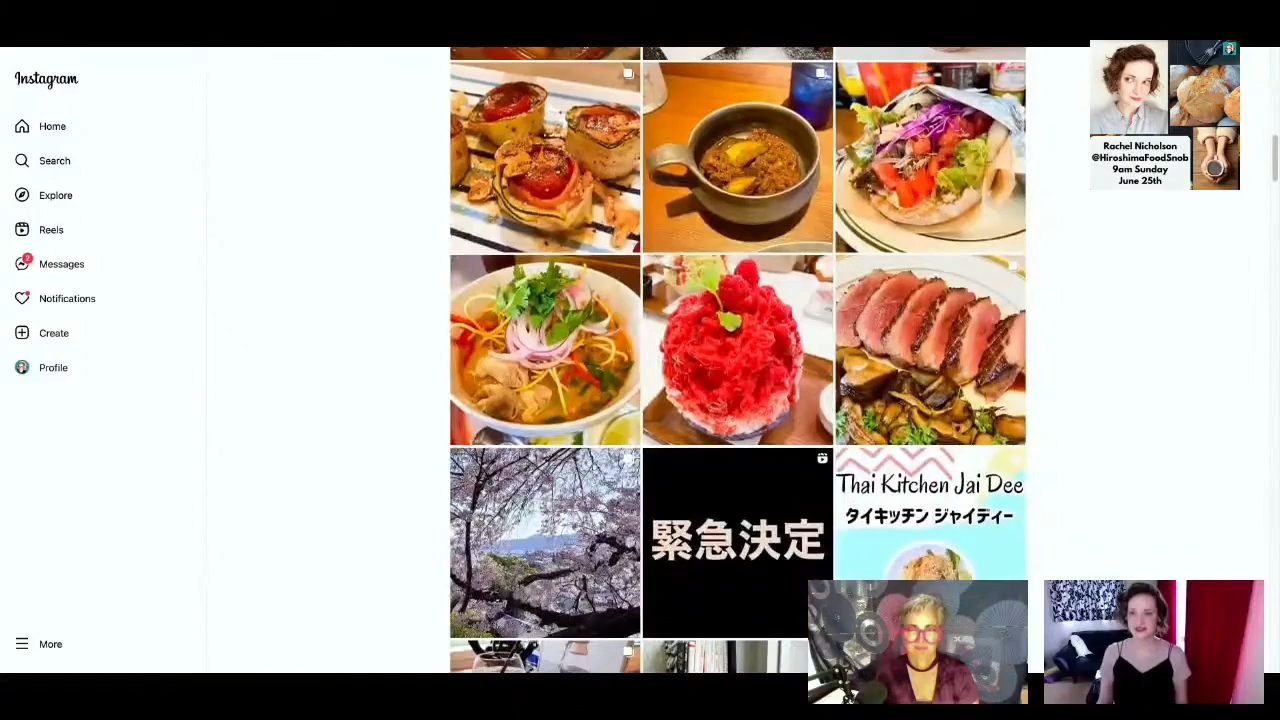 Instagram
Home
Search
Explore
Reels
2
Messages
Notifications
Create
Profile
More
Rachel Nicholson
@HiroshimaFoodSnob
9am Sunday
June 25th
緊急決定
Thai Kitchen Jai Dee
タイキッチン ジャイディー